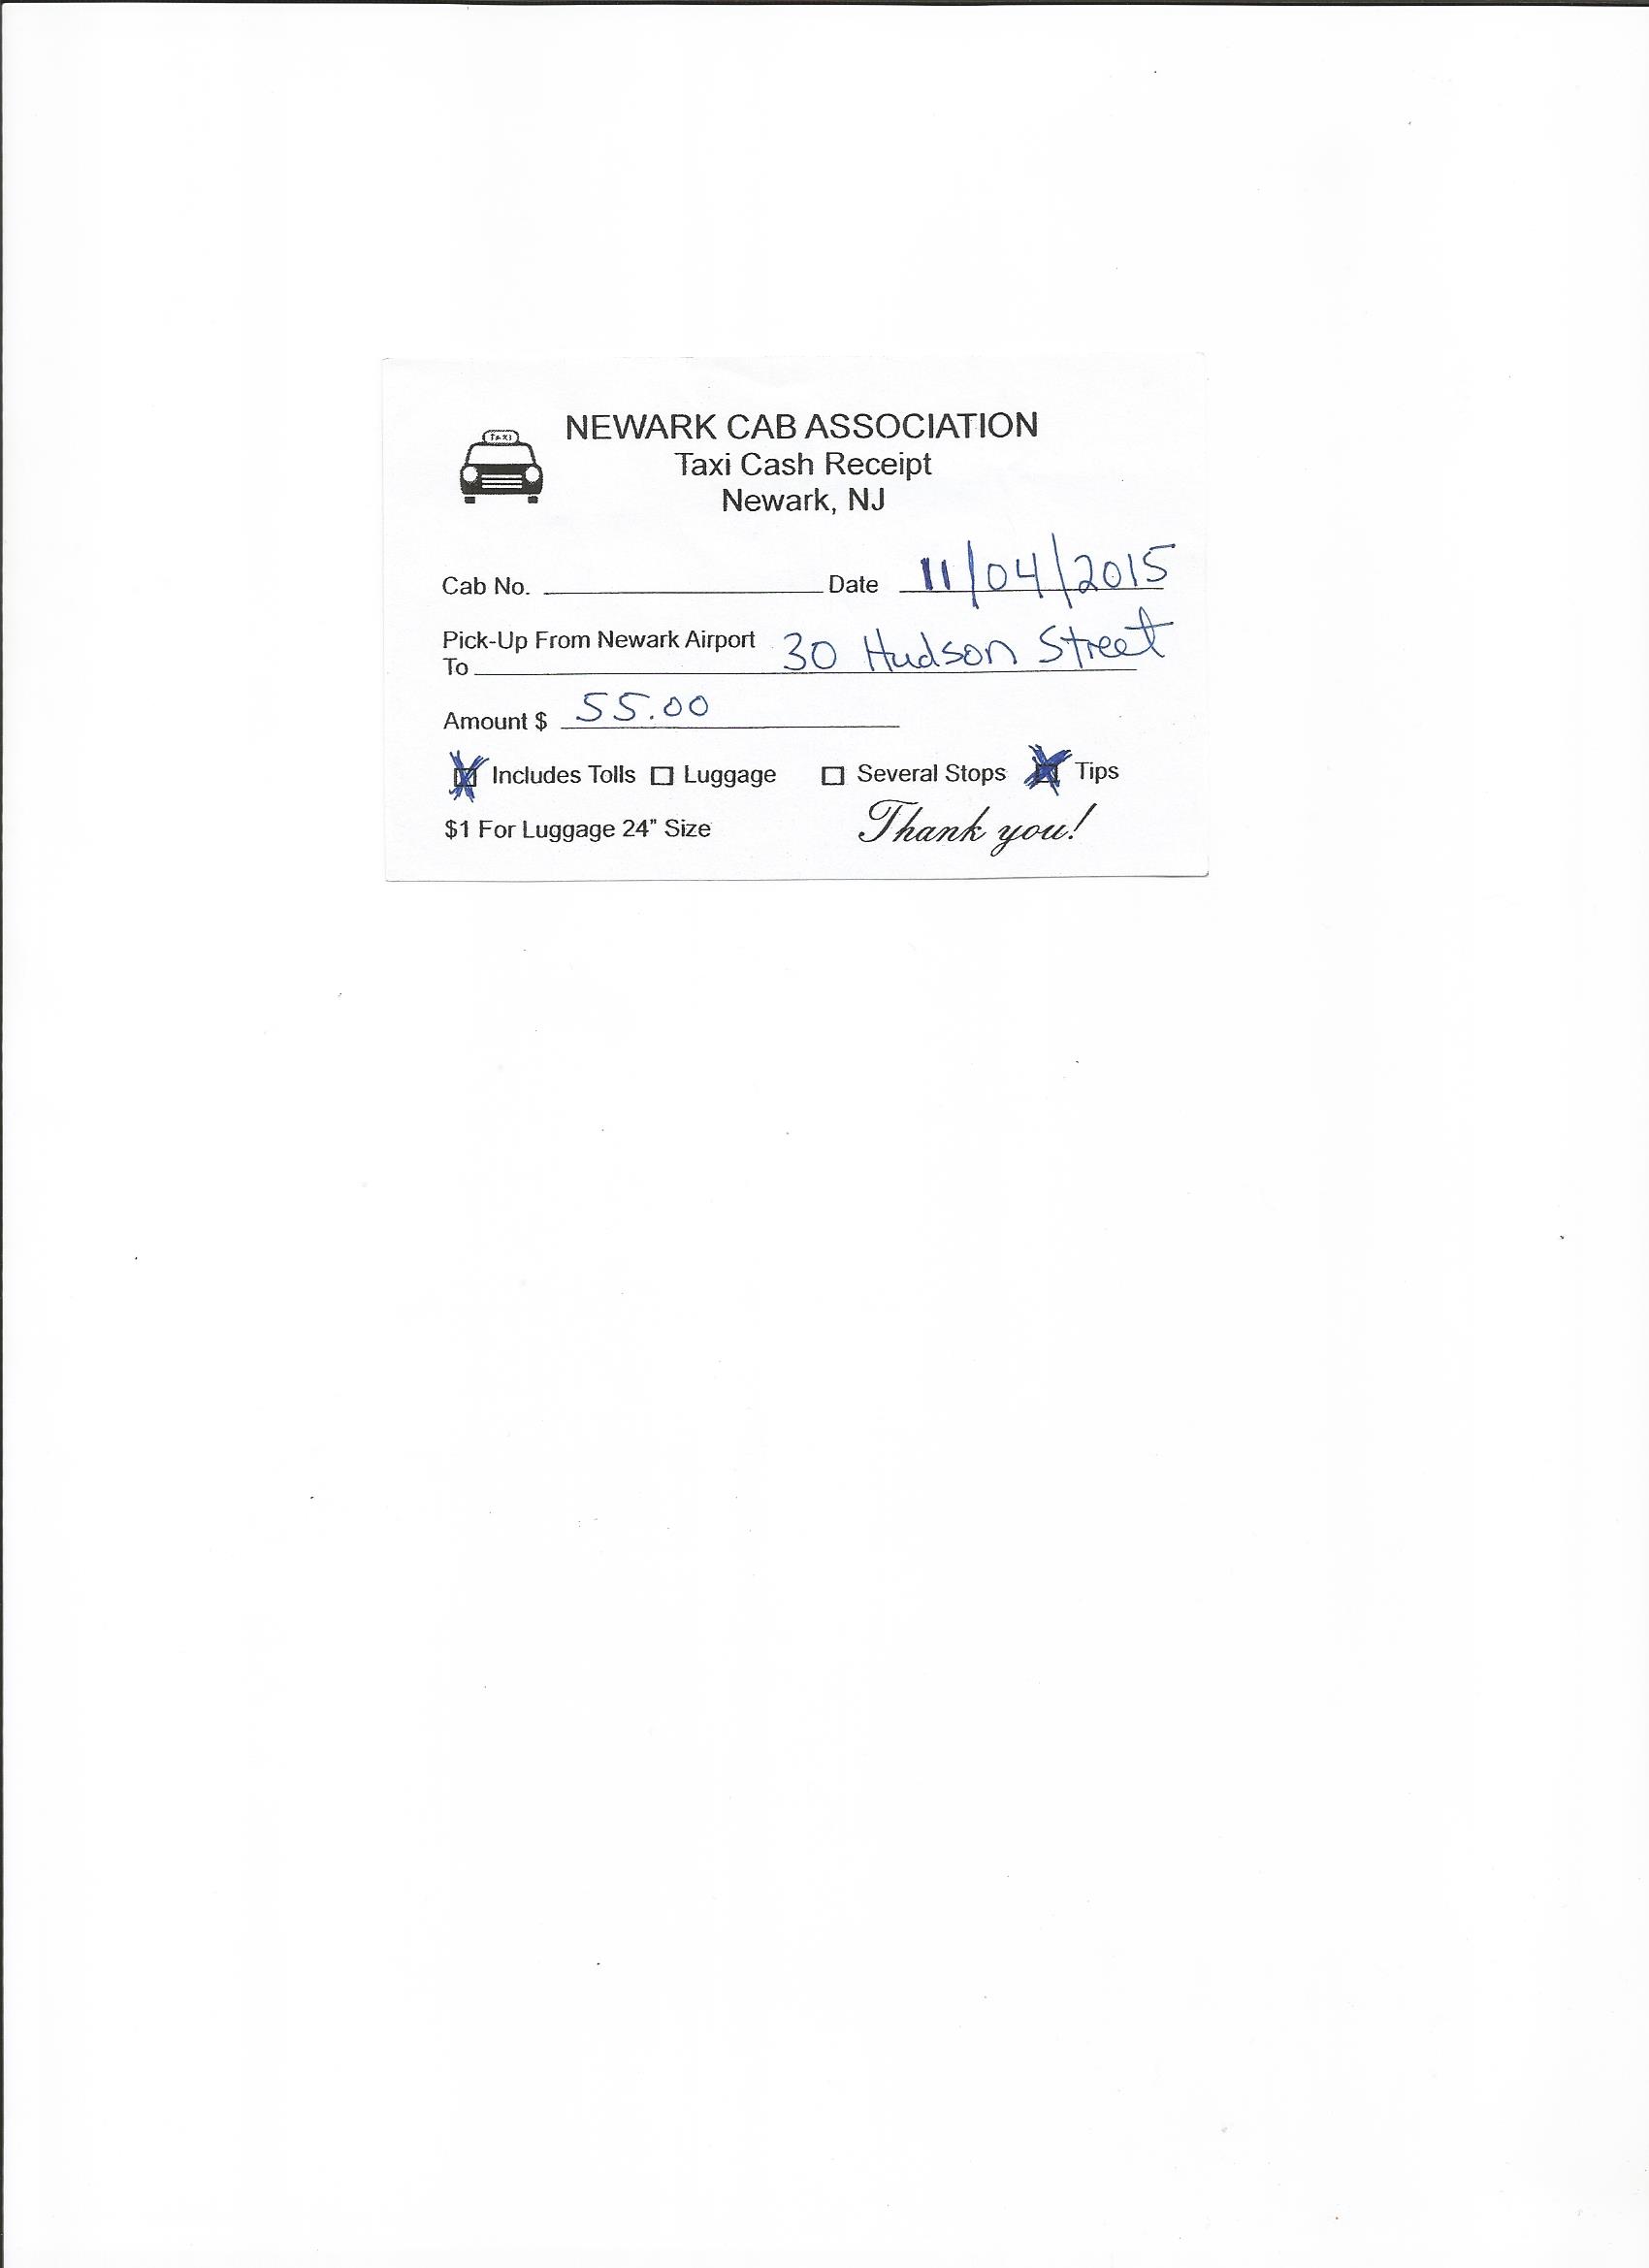 TAXI
NEWARK CAB ASSOCIATION
Taxi Cash Receipt
Newark, NJ
Cab No. Date 11/04/2015
Pick-Up From Newark Airport
To 30 Hudson Street
Amount $ 55.00
Includes Tolls Luggage Several Stops Tips
$1 For Luggage 24" Size Thank you!